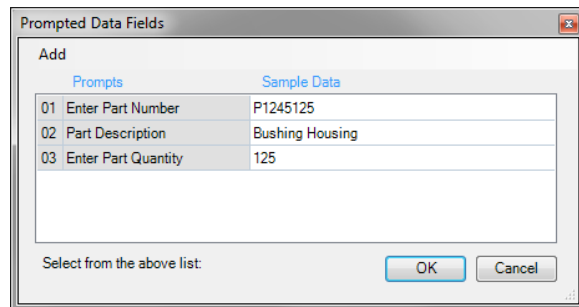 Prompted Data Fields
Add
Prompts Sample Data
01 Enter Part Number P1245125
02 Part Description Bushing Housing
03 Enter Part Quantity 125
Select from the above list: OK Cancel